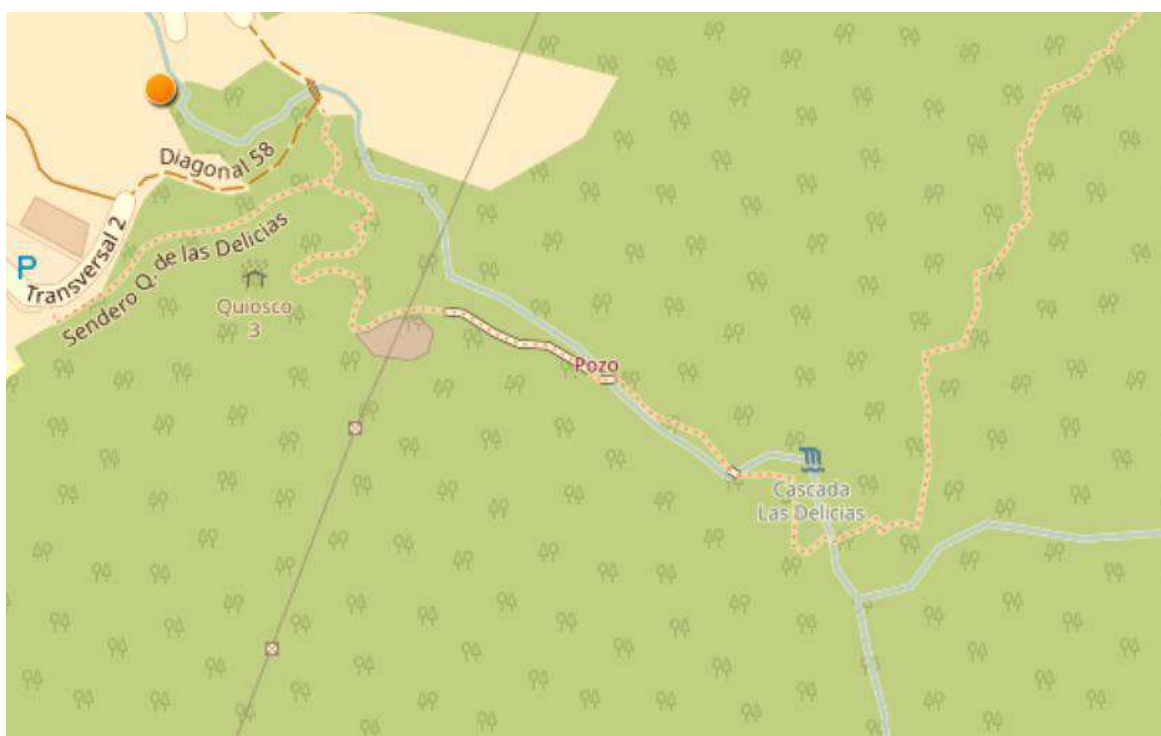 Diagonal 58
Transversal 2
P
Sendero Q. de las Delicias
Quiosco
3
Pozo
Cascada
Las Delicias